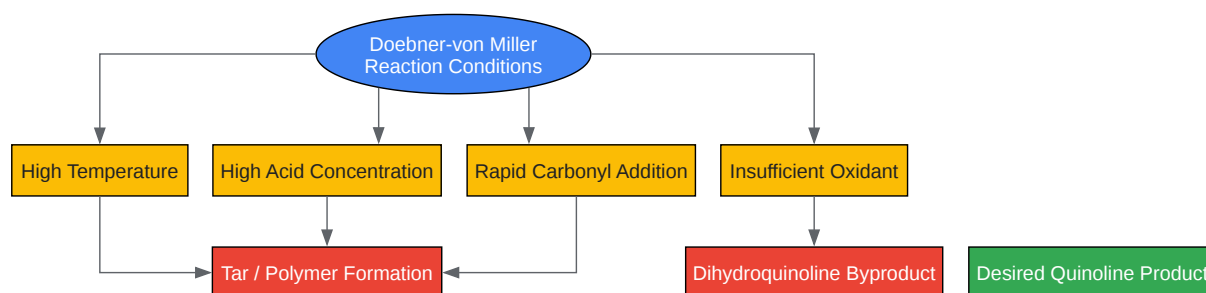 Doebner-von Miller
Reaction Conditions
High Temperature
High Acid Concentration
Rapid Carbonyl Addition
Insufficient Oxidant
Tar / Polymer Formation
Dihydroquinoline Byproduct
Desired Quinoline Product